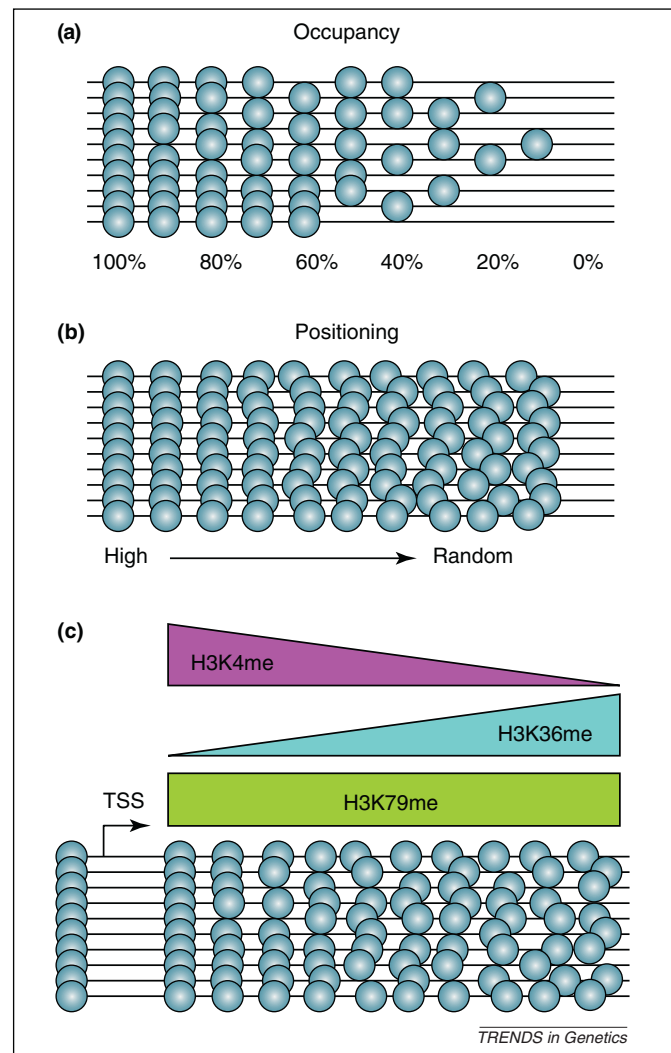 (a) Occupancy
100% 80% 60% 40% 20% 0%
(b) Positioning
High Random
(c)
H3K4me
H3K36me
H3K79me
TSS
TRENDS in Genetics